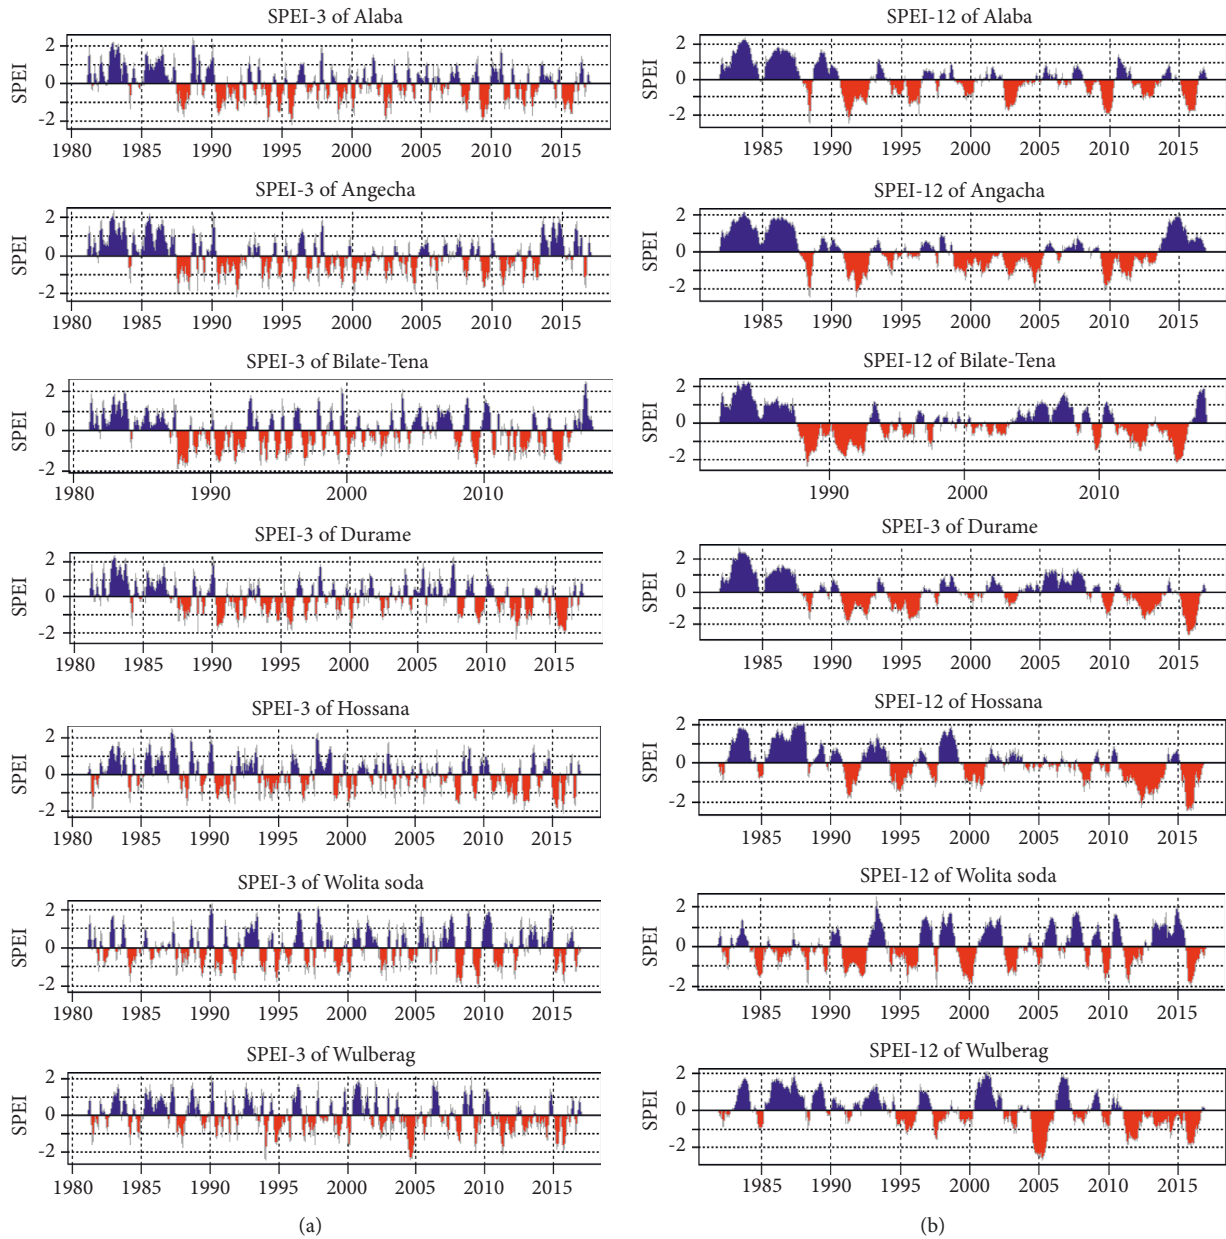 SPEI-3 of Alaba
SPEI
2
0
-2
1980 1985 1990 1995 2000 2005 2010 2015
SPEI-3 of Angecha
SPEI
2
0
-2
1980 1985 1990 1995 2000 2005 2010 2015
SPEI-3 of Bilate-Tena
SPEI
2
0
-2
1980 1990 2000 2010
SPEI-3 of Durame
SPEI
2
0
-2
1980 1985 1990 1995 2000 2005 2010 2015
SPEI-3 of Hossana
SPEI
2
0
-2
1980 1985 1990 1995 2000 2005 2010 2015
SPEI-3 of Wolita soda
SPEI
2
0
-2
1980 1985 1990 1995 2000 2005 2010 2015
SPEI-3 of Wulberag
SPEI
2
0
-2
1980 1985 1990 1995 2000 2005 2010 2015
(a)
SPEI-12 of Alaba
SPEI
2
0
-2
1985 1990 1995 2000 2005 2010 2015
SPEI-12 of Angacha
SPEI
2
0
-2
1985 1990 1995 2000 2005 2010 2015
SPEI-12 of Bilate-Tena
SPEI
2
0
-2
1990 2000 2010
SPEI-3 of Durame
SPEI
2
0
-2
1985 1990 1995 2000 2005 2010 2015
SPEI-12 of Hossana
SPEI
2
0
-2
1985 1990 1995 2000 2005 2010 2015
SPEI-12 of Wolita soda
SPEI
2
0
-2
1985 1990 1995 2000 2005 2010 2015
SPEI-12 of Wulberag
SPEI
2
0
-2
1985 1990 1995 2000 2005 2010 2015
(b)